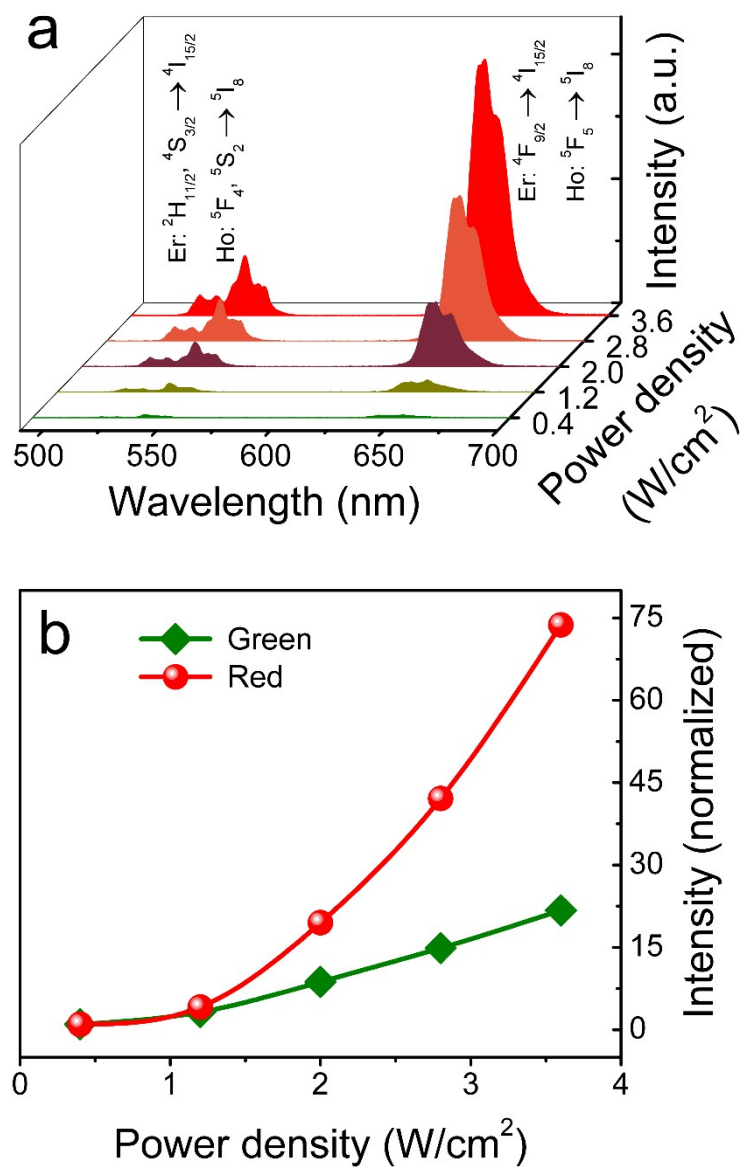 a
Er: ²H₁₁/₂, ⁴S₃/₂ → ⁴I₁₅/₂
Ho: ⁵F₄, ⁵S₂ → ⁵I₈
Er: ⁴F₉/₂ → ⁴I₁₅/₂
Ho: ⁵F₅ → ⁵I₈
Intensity (a.u.)
3.6
2.8
2.0
1.2
0.4
Power density
(W/cm²)
500 550 600 650 700
Wavelength (nm)
b
Green
Red
75
60
45
30
15
0
Intensity (normalized)
0 1 2 3 4
Power density (W/cm²)